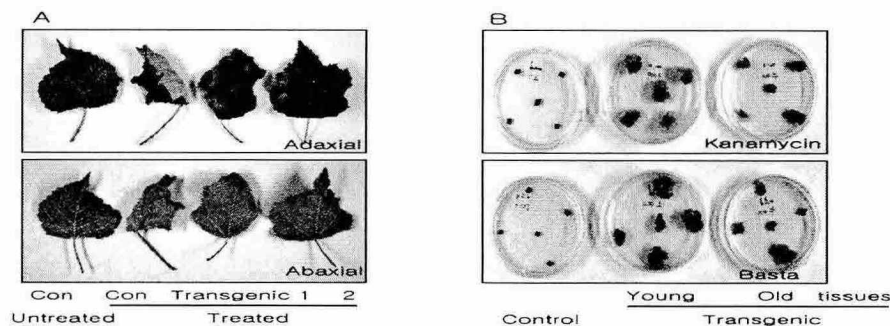 A
B
Adaxial
Abaxial
Con Con Transgenic 1 2
Untreated Treated
Kanamycin
Basta
Young Old tissues
Control Transgenic